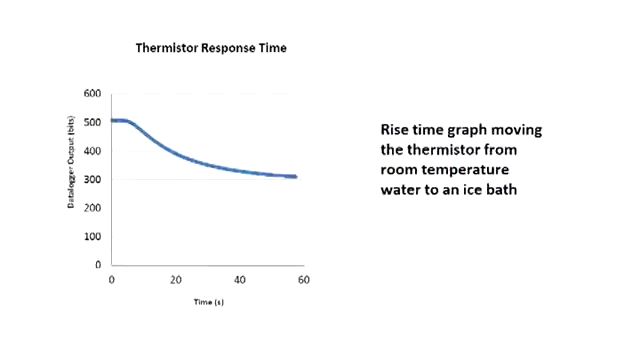 Thermistor Response Time
600
500
400
300
200
100
0
Datalogger Output (bits)
0 20 40 60
Time (s)
Rise time graph moving
the thermistor from
room temperature
water to an ice bath